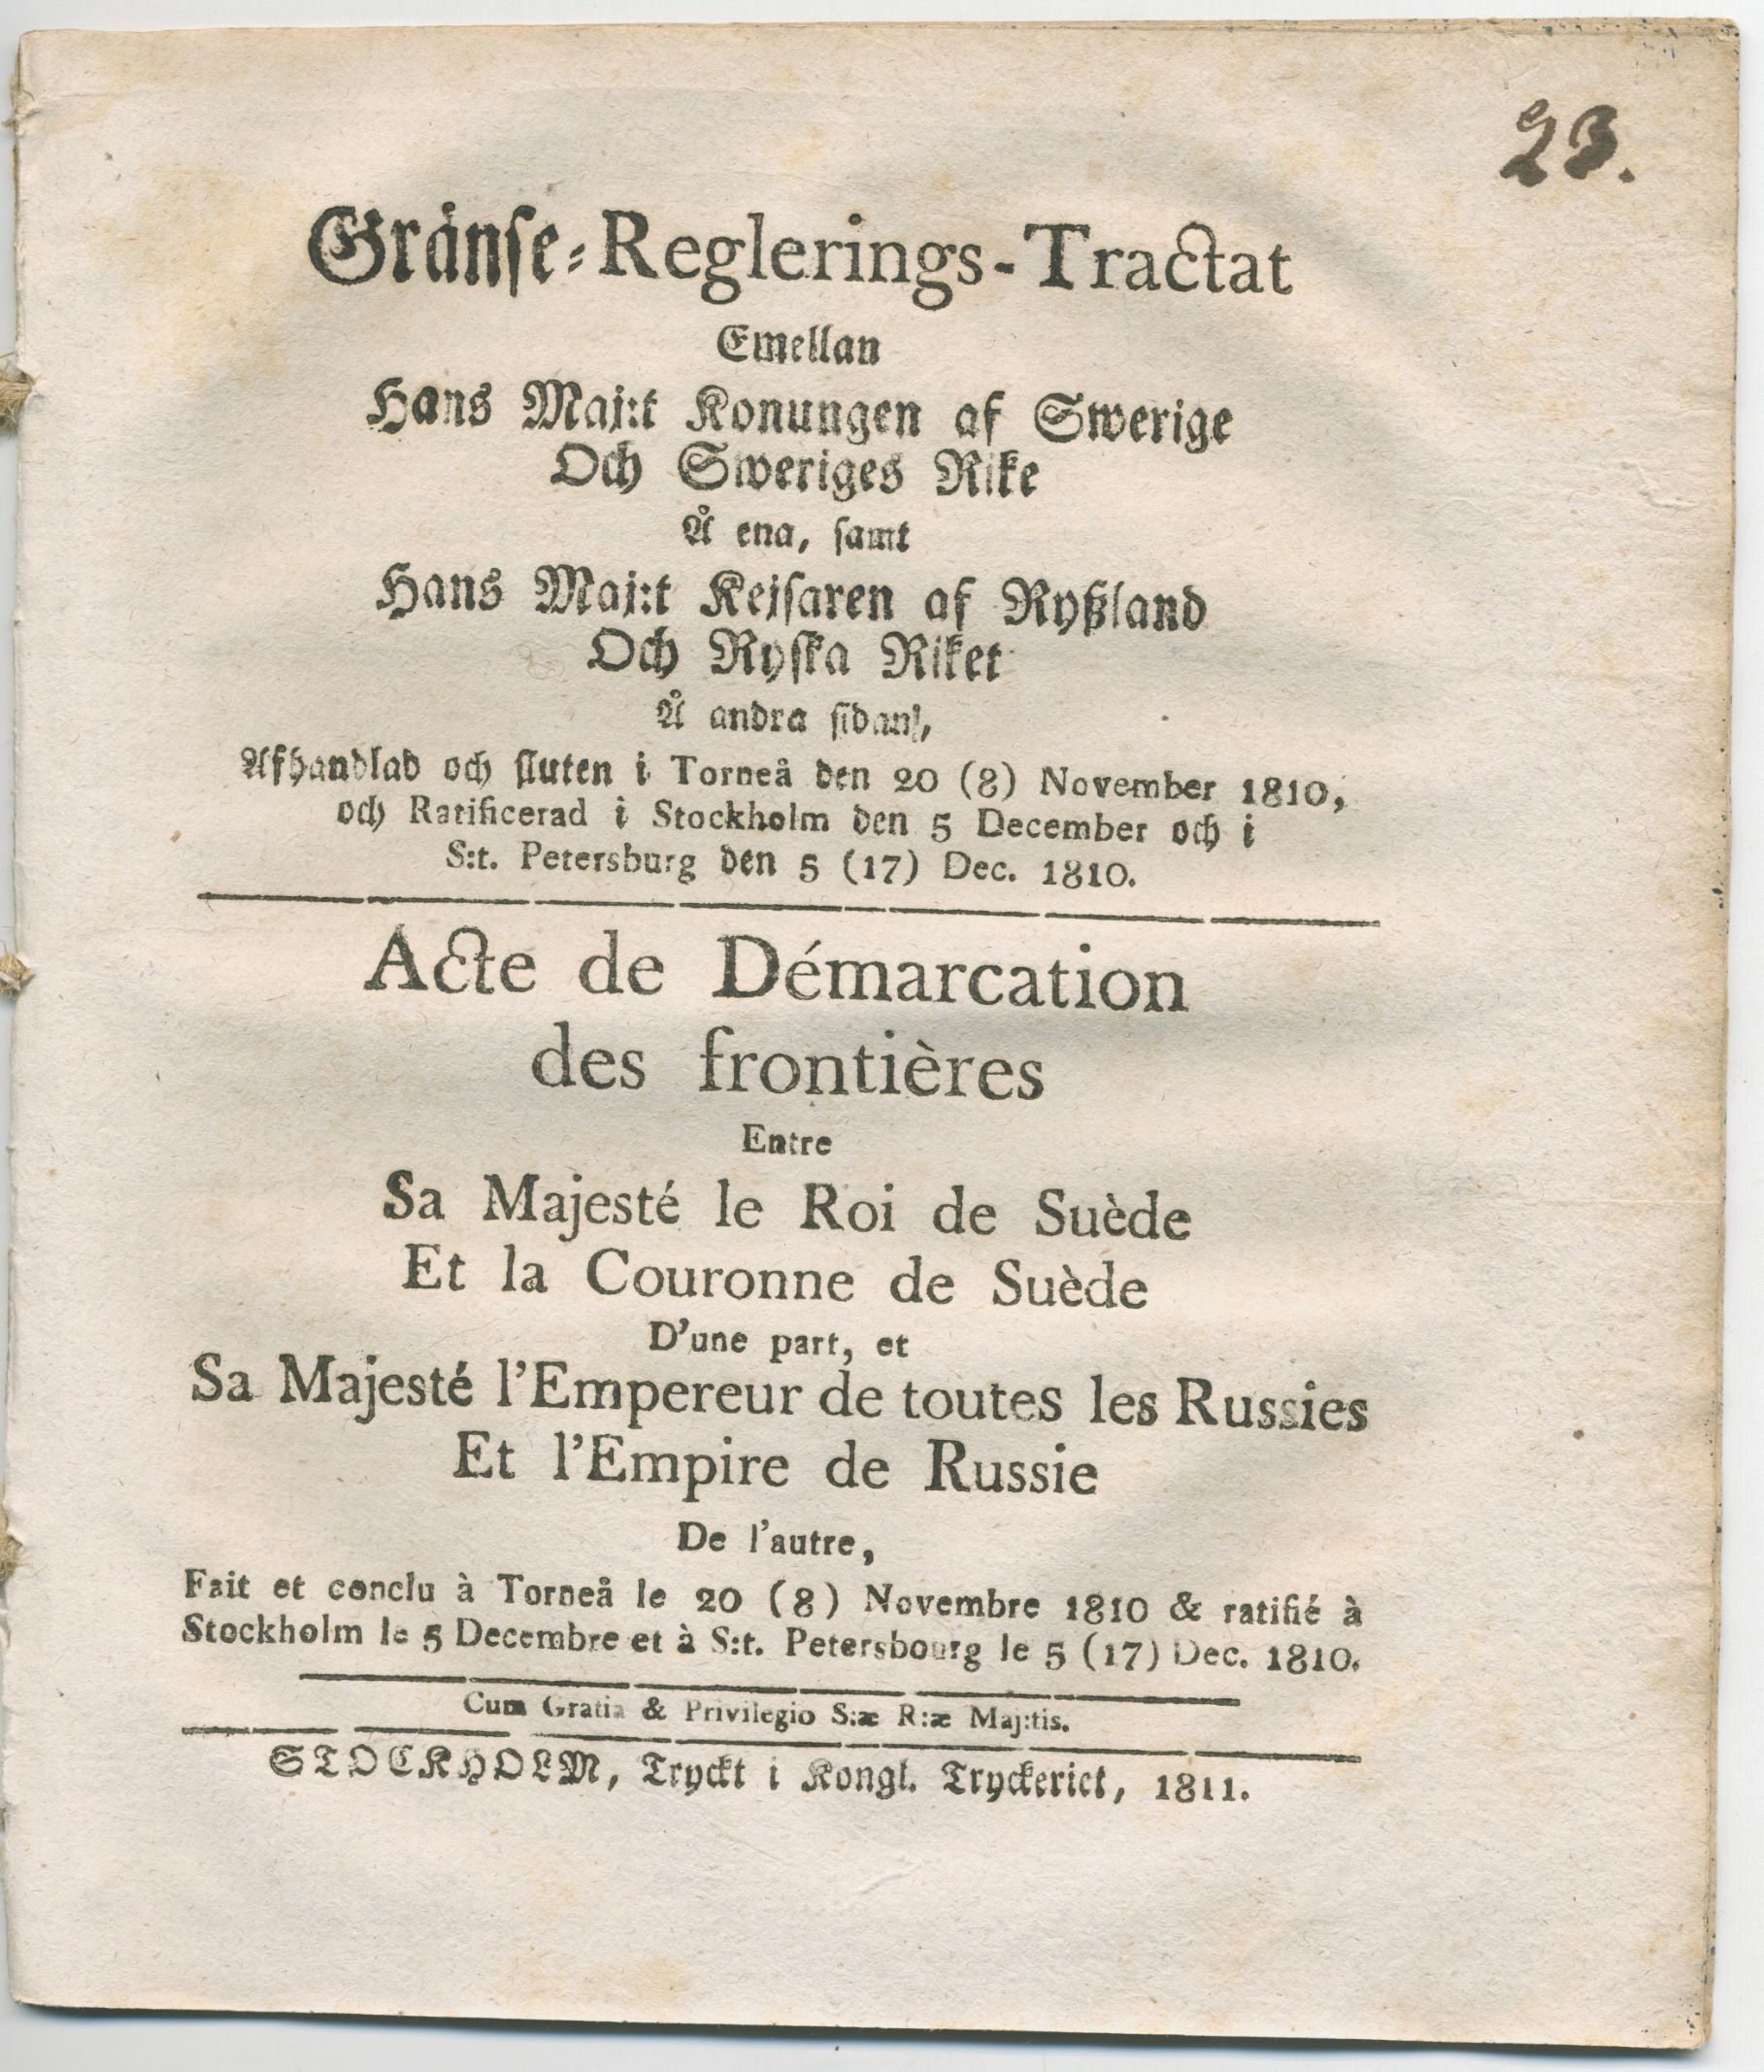 23.
Gränse-Reglerings-Tractat
Emellan
Hans Maj:t Konungen af Swerige
Och Sweriges Rike
Å ena, samt
Hans Maj:t Kejsaren af Ryßland
Och Ryska Riket
Å andra sidan,
Afhandlad och sluten i Torneå den 20 (8) November 1810,
och Ratificerad i Stockholm den 5 December och i
S:t. Petersburg den 5 (17) Dec. 1810.
Acte de Démarcation
des frontières
Entre
Sa Majesté le Roi de Suède
Et la Couronne de Suède
D'une part, et
Sa Majesté l'Empereur de toutes les Russies
Et l'Empire de Russie
De l'autre,
Fait et conclu à Torneå le 20 (8) Novembre 1810 & ratifié à
Stockholm le 5 Decembre et à S:t. Petersbourg le 5 (17) Dec. 1810.
Cum Gratia & Privilegio S:æ R:æ Maj:tis.
STOCKHOLM, Tryckt i Kongl. Tryckeriet, 1811.